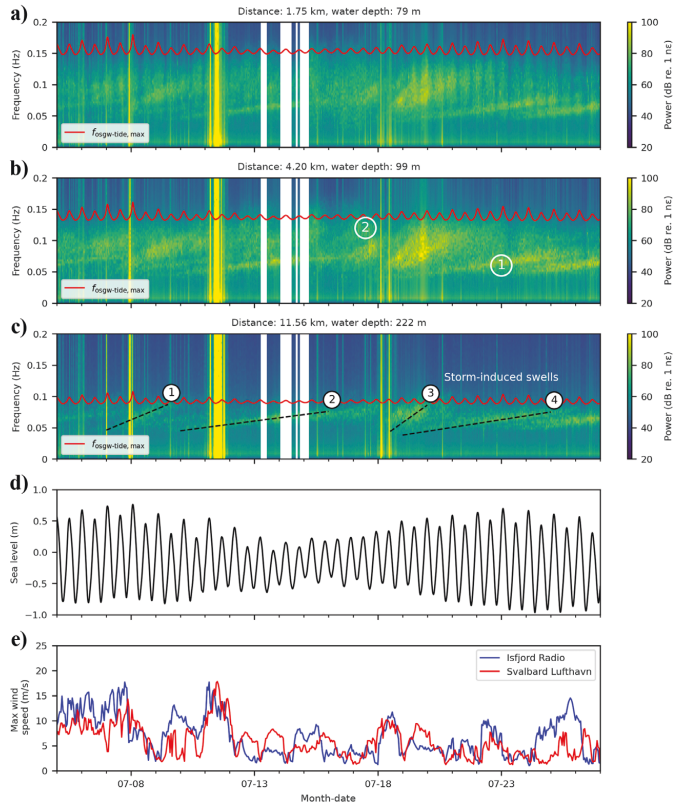 a)
Distance: 1.75 km, water depth: 79 m
Frequency (Hz)
0.2
0.15
0.1
0.05
0
f_osgw-tide, max
100
80
60
40
20
Power (dB re. 1 nε)
b)
Distance: 4.20 km, water depth: 99 m
Frequency (Hz)
0.2
0.15
0.1
0.05
0
2
1
f_osgw-tide, max
100
80
60
40
20
Power (dB re. 1 nε)
c)
Distance: 11.56 km, water depth: 222 m
Frequency (Hz)
0.2
0.15
0.1
0.05
0
Storm-induced swells
1
2
3
4
f_osgw-tide, max
100
80
60
40
20
Power (dB re. 1 nε)
d)
Sea level (m)
1.0
0.5
0.0
−0.5
−1.0
e)
Max wind
speed (m/s)
25
20
15
10
5
0
Isfjord Radio
Svalbard Lufthavn
07-08
07-13
07-18
07-23
Month-date